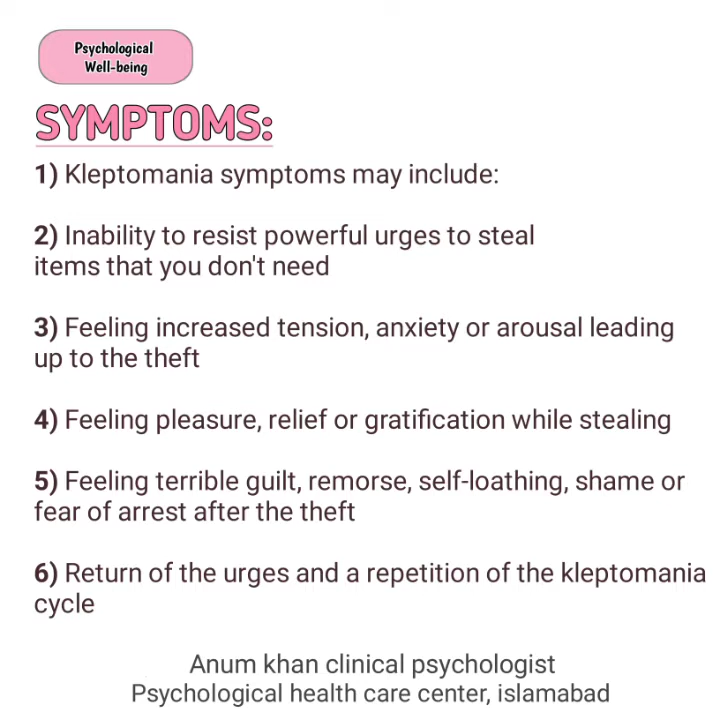 Psychological
Well-being
SYMPTOMS:
1) Kleptomania symptoms may include:
2) Inability to resist powerful urges to steal
items that you don't need
3) Feeling increased tension, anxiety or arousal leading
up to the theft
4) Feeling pleasure, relief or gratification while stealing
5) Feeling terrible guilt, remorse, self-loathing, shame or
fear of arrest after the theft
6) Return of the urges and a repetition of the kleptomania
cycle
Anum khan clinical psychologist
Psychological health care center, islamabad